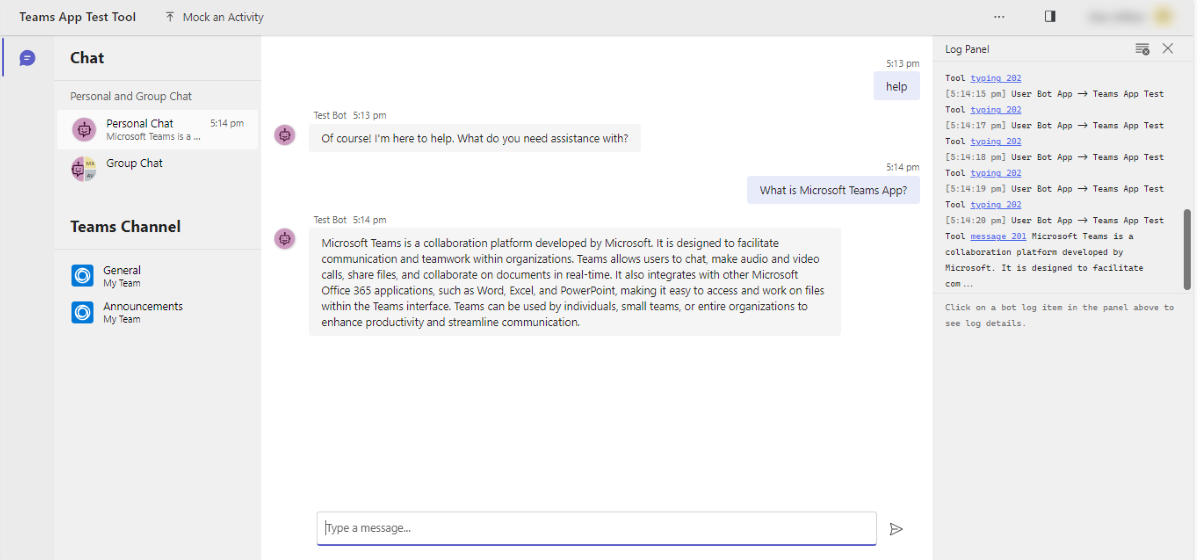 Teams App Test Tool
Mock an Activity
...
Chat
Personal and Group Chat
Personal Chat 5:14 pm
Microsoft Teams is a ...
Group Chat
MB
AV
Teams Channel
General
My Team
Announcements
My Team
5:13 pm
help
Test Bot 5:13 pm
Of course! I'm here to help. What do you need assistance with?
5:14 pm
What is Microsoft Teams App?
Test Bot 5:14 pm
Microsoft Teams is a collaboration platform developed by Microsoft. It is designed to facilitate
communication and teamwork within organizations. Teams allows users to chat, make audio and video
calls, share files, and collaborate on documents in real-time. It also integrates with other Microsoft
Office 365 applications, such as Word, Excel, and PowerPoint, making it easy to access and work on files
within the Teams interface. Teams can be used by individuals, small teams, or entire organizations to
enhance productivity and streamline communication.
Type a message...
Log Panel
Tool typing 202
[5:14:15 pm] User Bot App → Teams App Test
Tool typing 202
[5:14:17 pm] User Bot App → Teams App Test
Tool typing 202
[5:14:18 pm] User Bot App → Teams App Test
Tool typing 202
[5:14:19 pm] User Bot App → Teams App Test
Tool typing 202
[5:14:20 pm] User Bot App → Teams App Test
Tool message 201 Microsoft Teams is a
collaboration platform developed by
Microsoft. It is designed to facilitate
com...
Click on a bot log item in the panel above to
see log details.